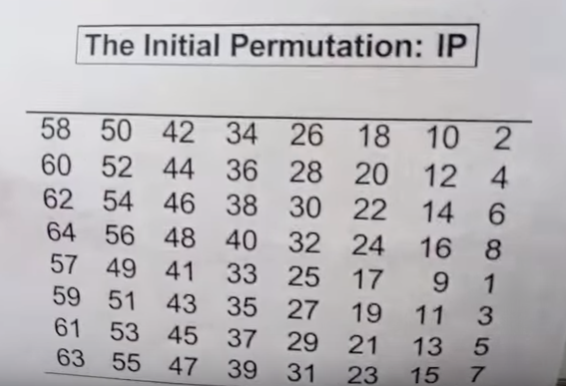 The Initial Permutation: IP
58 50 42 34 26 18 10 2
60 52 44 36 28 20 12 4
62 54 46 38 30 22 14 6
64 56 48 40 32 24 16 8
57 49 41 33 25 17 9 1
59 51 43 35 27 19 11 3
61 53 45 37 29 21 13 5
63 55 47 39 31 23 15 7